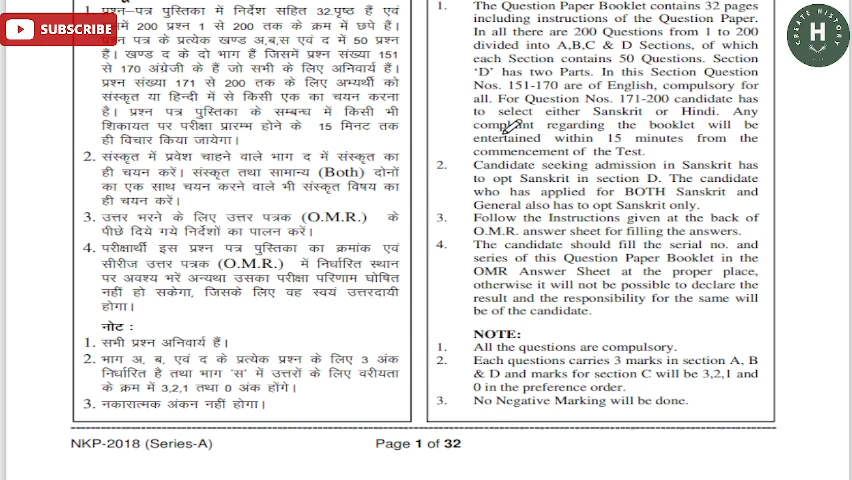 1. प्रश्न-पत्र पुस्तिका में निर्देश सहित 32 पृष्ठ हैं एवं
में 200 प्रश्न 1 से 200 तक के क्रम में छपे हैं।
प्रश्न पत्र के प्रत्येक खण्ड अ,ब,स एवं द में 50 प्रश्न
है। खण्ड द के दो भाग हैं जिसमें प्रश्न संख्या 151
से 170 अंग्रेजी के हैं जो सभी के लिए अनिवार्य हैं।
प्रश्न संख्या 171 से 200 तक के लिए अभ्यर्थी को
संस्कृत या हिन्दी में से किसी एक का चयन करना
है। प्रश्न पत्र पुस्तिका के सम्बन्ध में किसी भी
शिकायत पर परीक्षा प्रारम्भ होने के 15 मिनट तक
ही विचार किया जायेगा।
2. संस्कृत में प्रवेश चाहने वाले भाग द में संस्कृत का
ही चयन करें। संस्कृत तथा सामान्य (Both) दोनों
का एक साथ चयन करने वाले भी संस्कृत विषय का
ही चयन करें।
3. उत्तर भरने के लिए उत्तर पत्रक (O.M.R.) के
पीछे दिये गये निर्देशों का पालन करें।
4. परीक्षार्थी इस प्रश्न पत्र पुस्तिका का क्रमांक एवं
सीरीज उत्तर पत्रक (O.M.R.) में निर्धारित स्थान
पर अवश्य भरें अन्यथा उसका परीक्षा परिणाम घोषित
नहीं हो सकेगा, जिसके लिए वह स्वयं उत्तरदायी
होगा।
नोट :
1. सभी प्रश्न अनिवार्य हैं।
2. भाग अ, ब, एवं द के प्रत्येक प्रश्न के लिए 3 अंक
निर्धारित है तथा भाग 'स' में उत्तरों के लिए वरीयता
के क्रम में 3,2,1 तथा 0 अंक होंगे।
3. नकारात्मक अंकन नहीं होगा।
1. The Question Paper Booklet contains 32 pages
including instructions of the Question Paper.
In all there are 200 Questions from 1 to 200
divided into A,B,C & D Sections, of which
each Section contains 50 Questions. Section
‘D’ has two Parts. In this Section Question
Nos. 151-170 are of English, compulsory for
all. For Question Nos. 171-200 candidate has
to select either Sanskrit or Hindi. Any
complaint regarding the booklet will be
entertained within 15 minutes from the
commencement of the Test.
2. Candidate seeking admission in Sanskrit has
to opt Sanskrit in section D. The candidate
who has applied for BOTH Sanskrit and
General also has to opt Sanskrit only.
3. Follow the Instructions given at the back of
O.M.R. answer sheet for filling the answers.
4. The candidate should fill the serial no. and
series of this Question Paper Booklet in the
OMR Answer Sheet at the proper place,
otherwise it will not be possible to declare the
result and the responsibility for the same will
be of the candidate.
NOTE:
1. All the questions are compulsory.
2. Each questions carries 3 marks in section A, B
& D and marks for section C will be 3,2,1 and
0 in the preference order.
3. No Negative Marking will be done.
NKP-2018 (Series-A)
Page 1 of 32
SUBSCRIBE
CREATE HISTORY
H